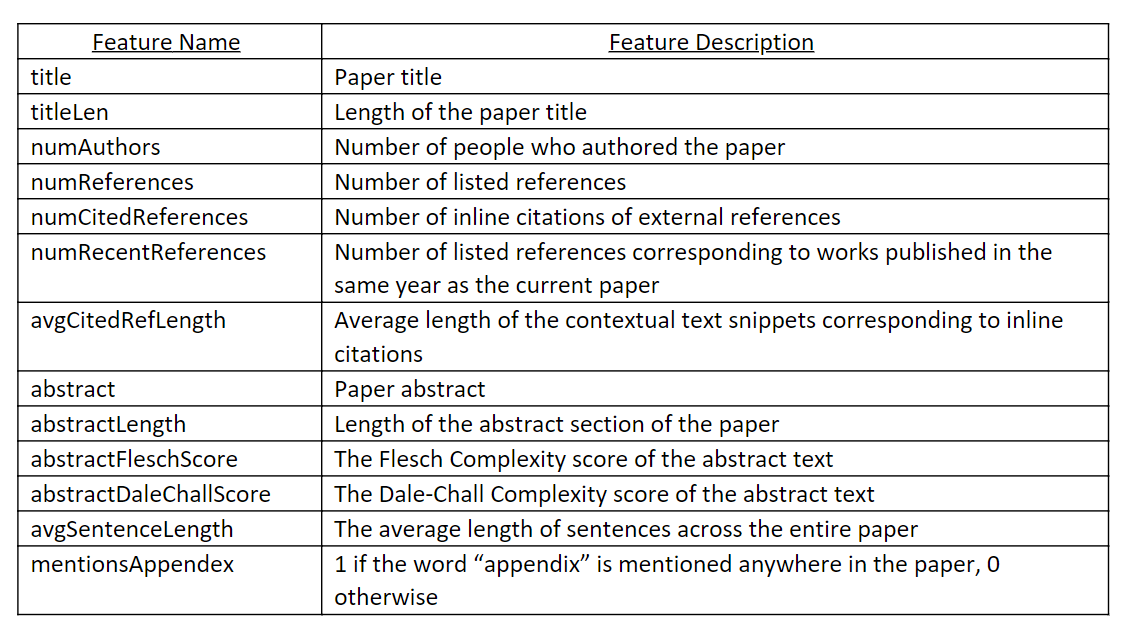 Feature Name Feature Description
title Paper title
titleLen Length of the paper title
numAuthors Number of people who authored the paper
numReferences Number of listed references
numCitedReferences Number of inline citations of external references
numRecentReferences Number of listed references corresponding to works published in the
same year as the current paper
avgCitedRefLength Average length of the contextual text snippets corresponding to inline
citations
abstract Paper abstract
abstractLength Length of the abstract section of the paper
abstractFleschScore The Flesch Complexity score of the abstract text
abstractDaleChallScore The Dale-Chall Complexity score of the abstract text
avgSentenceLength The average length of sentences across the entire paper
mentionsAppendex 1 if the word “appendix” is mentioned anywhere in the paper, 0
otherwise